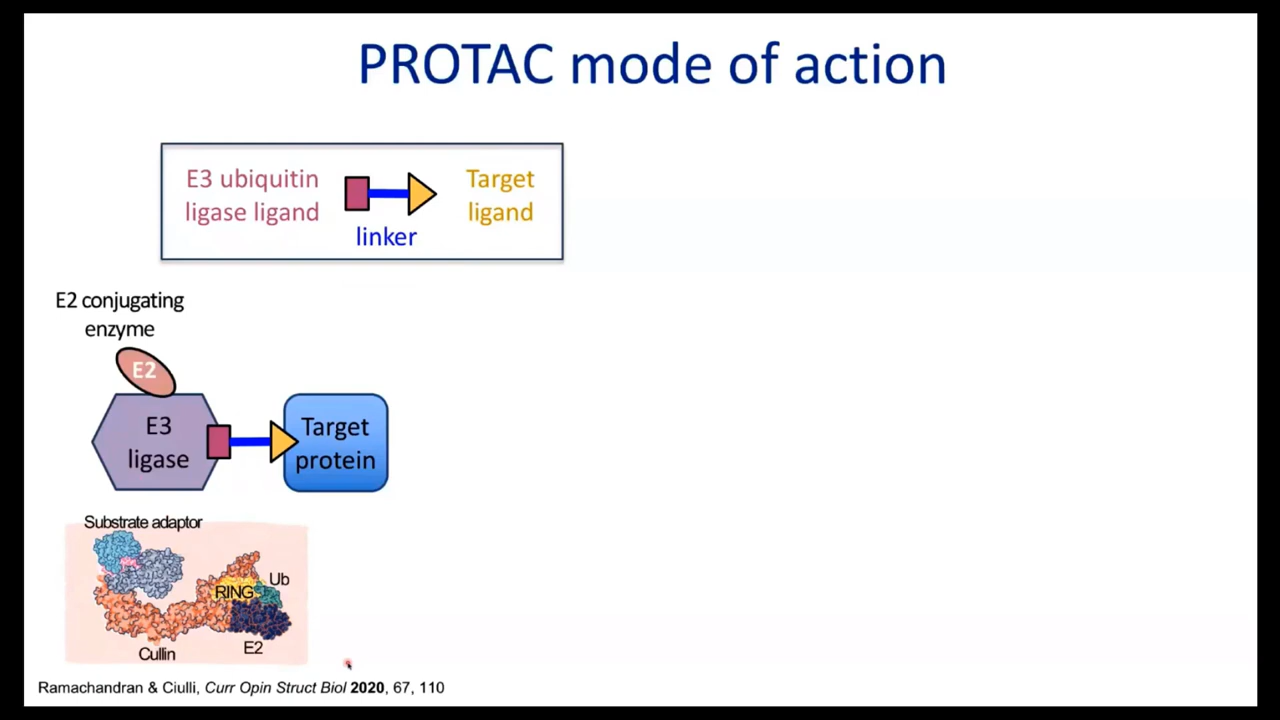 PROTAC mode of action
E3 ubiquitin
ligase ligand
linker
Target
ligand
E2 conjugating
enzyme
E2
E3
ligase
Target
protein
Substrate adaptor
RING
Ub
Cullin
E2
Ramachandran & Ciulli, Curr Opin Struct Biol 2020, 67, 110